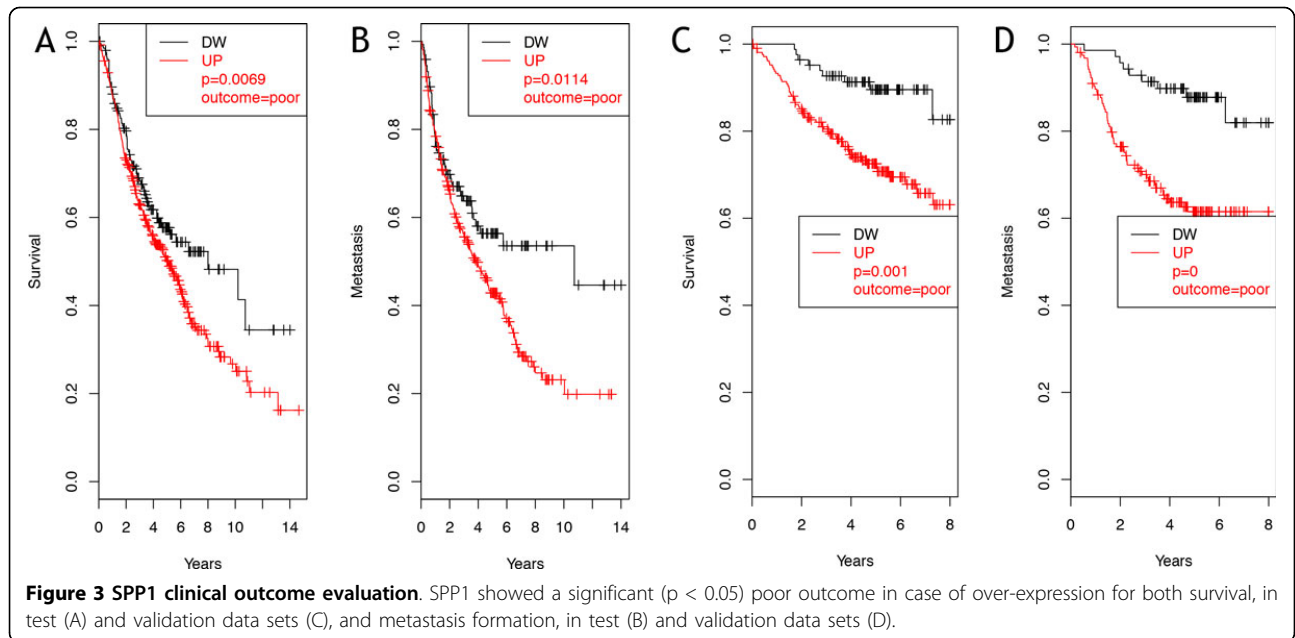 A
DW
UP
p=0.0069
outcome=poor
Survival
1.0
0.8
0.6
0.4
0.2
0.0
0 2 4 6 8 10 14
Years
B
DW
UP
p=0.0114
outcome=poor
Metastasis
1.0
0.8
0.6
0.4
0.2
0.0
0 2 4 6 8 10 14
Years
C
DW
UP
p=0.001
outcome=poor
Survival
1.0
0.8
0.6
0.4
0.2
0.0
0 2 4 6 8
Years
D
DW
UP
p=0
outcome=poor
Metastasis
1.0
0.8
0.6
0.4
0.2
0.0
0 2 4 6 8
Years
Figure 3 SPP1 clinical outcome evaluation. SPP1 showed a significant (p < 0.05) poor outcome in case of over-expression for both survival, in
test (A) and validation data sets (C), and metastasis formation, in test (B) and validation data sets (D).